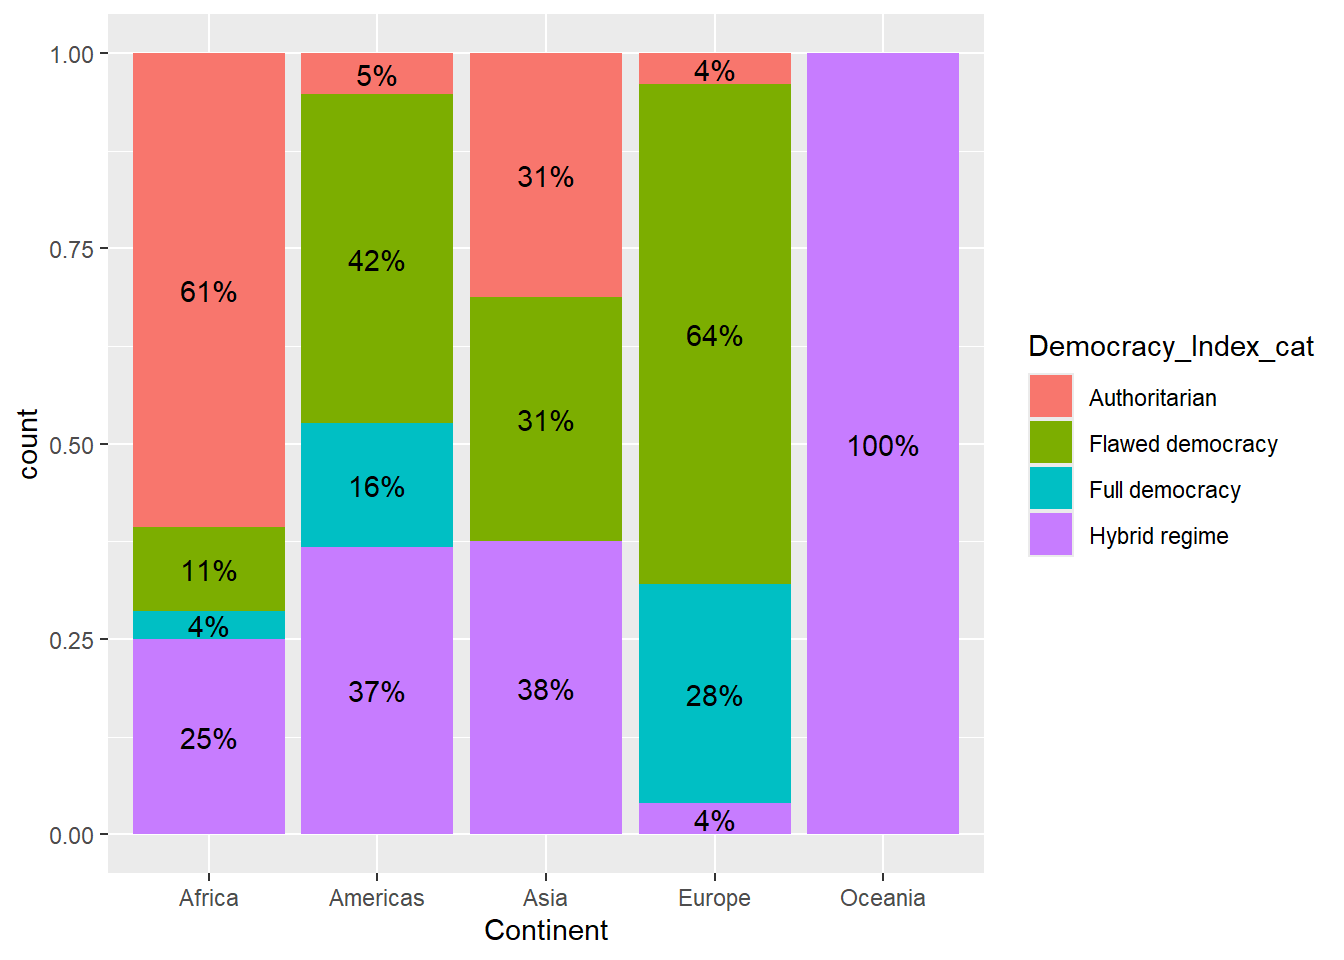 1.00
0.75
0.50
0.25
0.00
count
61%
11%
4%
25%
5%
42%
16%
37%
31%
31%
38%
4%
64%
28%
4%
100%
Africa
Americas
Asia
Europe
Oceania
Continent
Democracy_Index_cat
Authoritarian
Flawed democracy
Full democracy
Hybrid regime